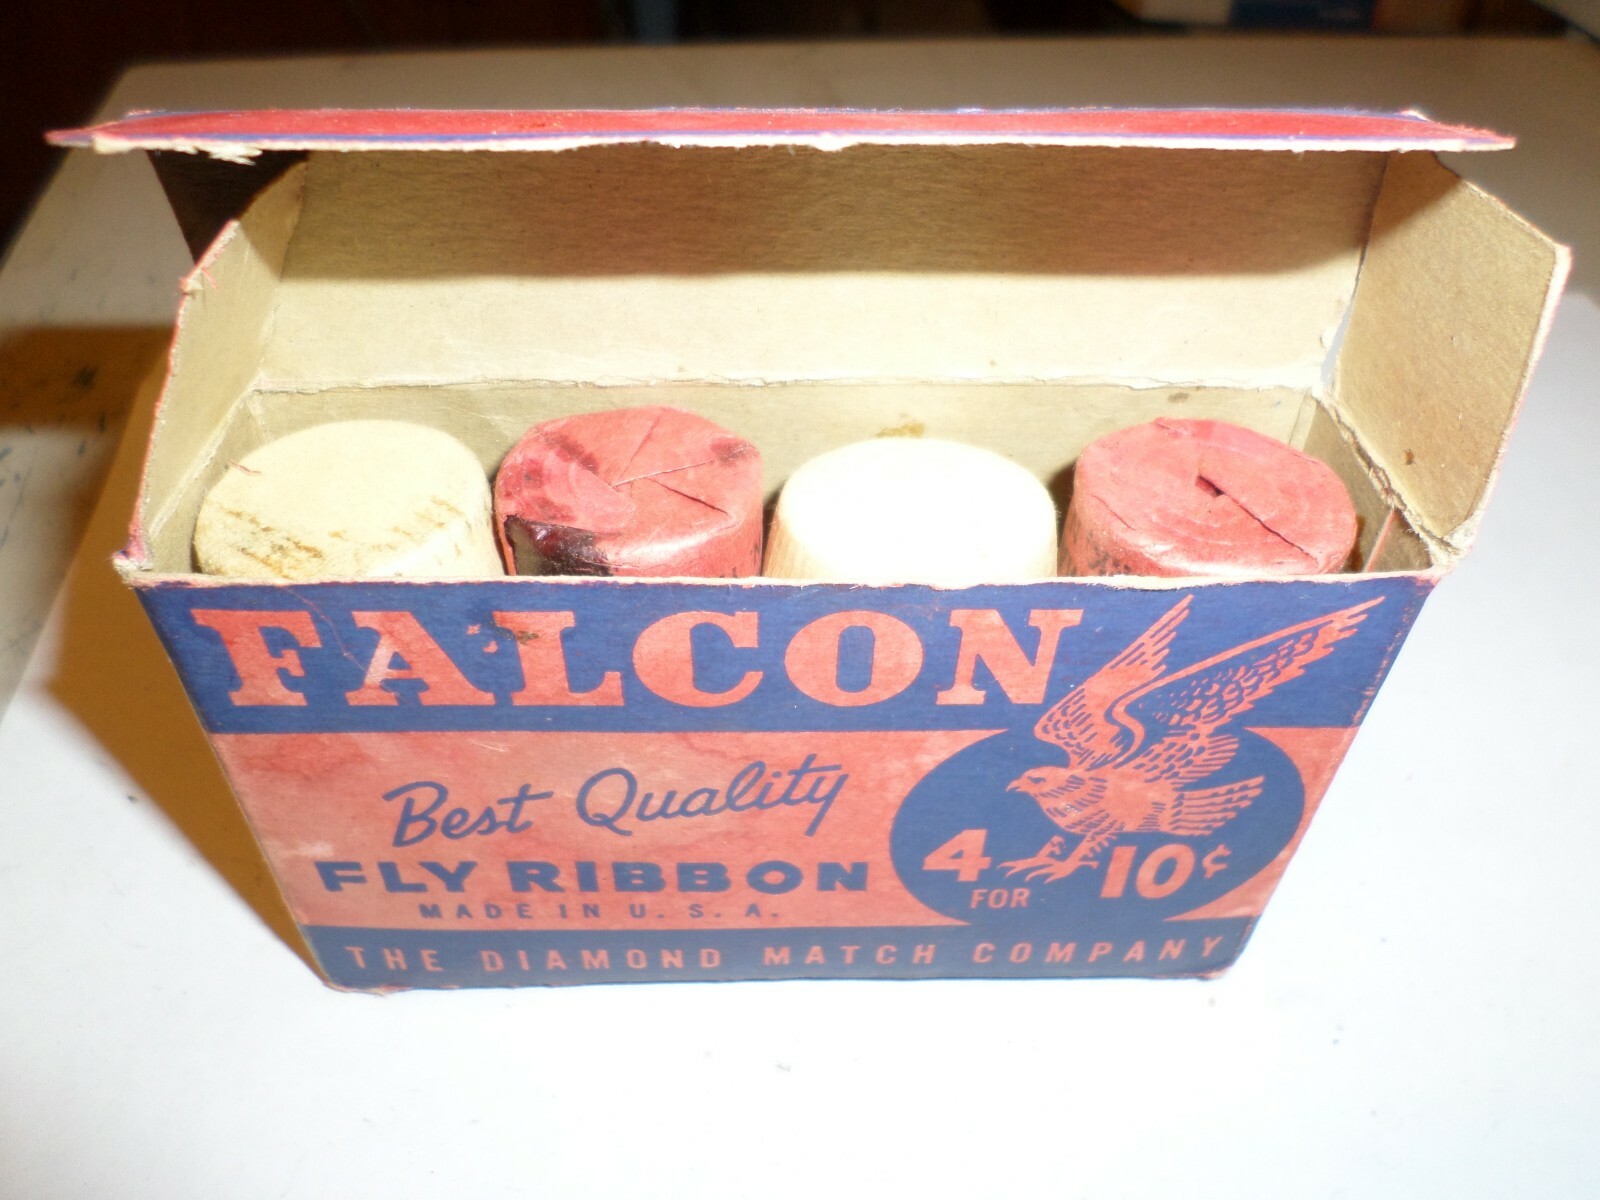 FALCON
Best Quality
FLY RIBBON
MADE IN U. S. A.
4 FOR 10¢
THE DIAMOND MATCH COMPANY